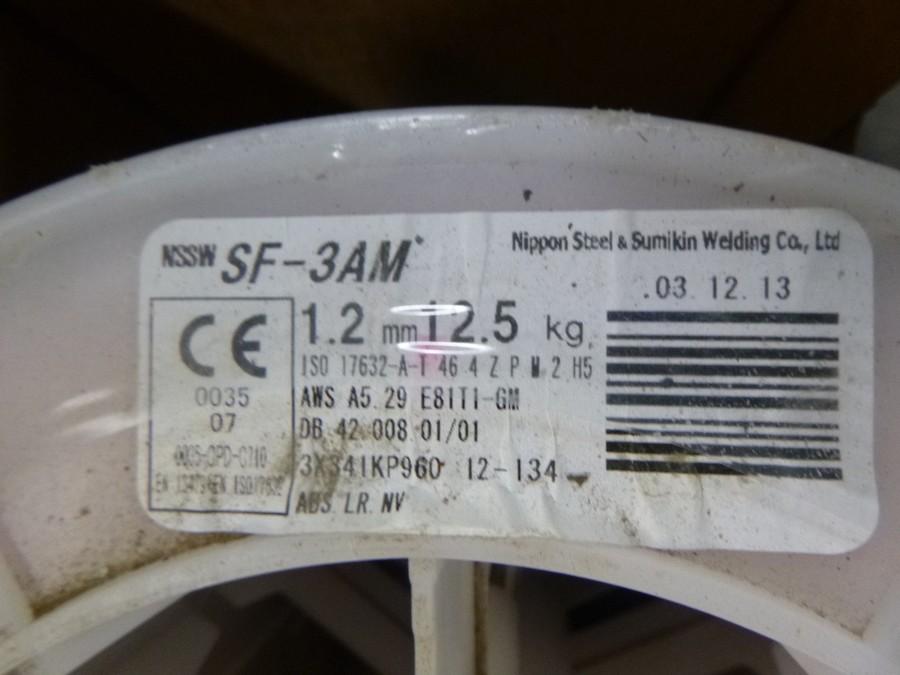 NSSW SF-3AM
Nippon Steel & Sumikin Welding Co., Ltd
.03 12 13
1.2 mm 12.5 kg
CE
0035
07
ISO 17632-A-T 46 4 Z P M 2 H5
AWS A5.29 E81T1-GM
DB 42.008.01/01
3X341KP960 12-134
ABS. LR. NV